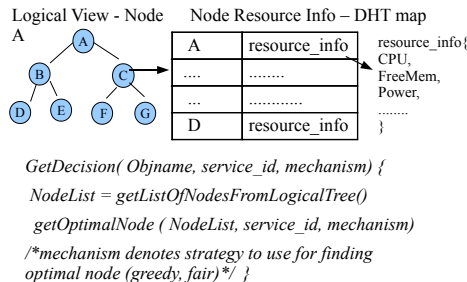 Logical View - Node A
Node Resource Info – DHT map
A
B
C
D
E
F
G
A resource_info
.... ........
... ............
D resource_info
resource_info{
CPU,
FreeMem,
Power,
........
}
GetDecision( Objname, service_id, mechanism) {
NodeList = getListOfNodesFromLogicalTree()
getOptimalNode ( NodeList, service_id, mechanism)
/*mechanism denotes strategy to use for finding
optimal node (greedy, fair)*/ }